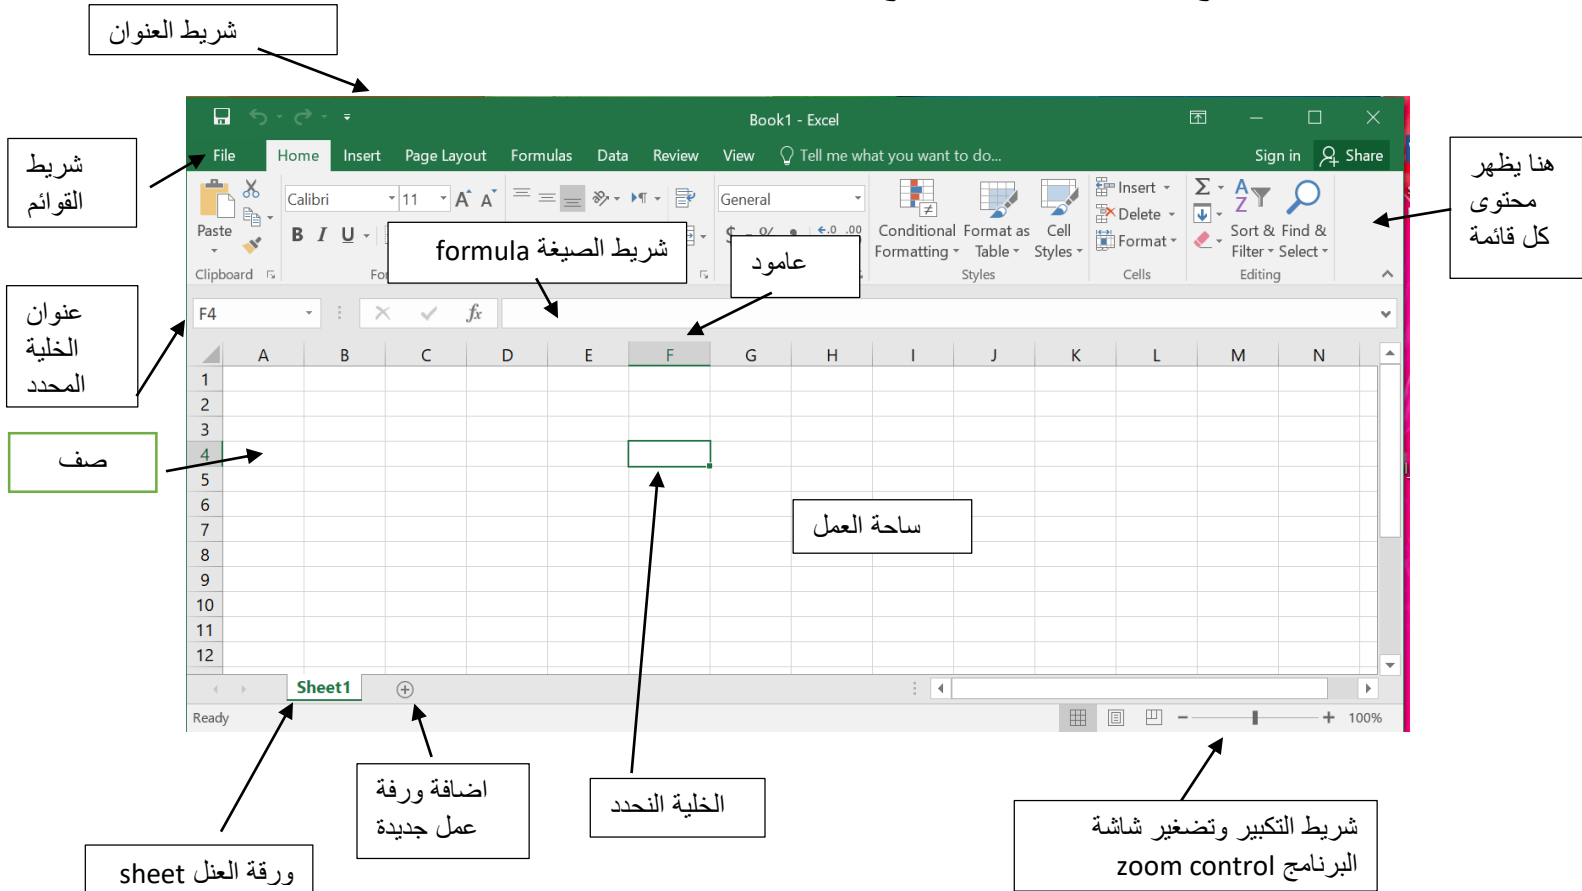 شريط العنوان
Book1 - Excel
شريط
القوائم
File Home Insert Page Layout Formulas Data Review View Tell me what you want to do... Sign in Share
هنا يظهر
محتوى
كل قائمة
Calibri 11 General
Paste B I U $ % Conditional Formatting Format as Table Cell Styles Insert Delete Format Sort & Filter Find & Select
Clipboard Styles Cells Editing
شريط الصيغة formula
عامود
عنوان
الخلية
المحدد
F4 fx
A B C D E F G H I J K L M N
1
2
3
صف
4
5
6
ساحة العمل
7
8
9
10
11
12
Sheet1
Ready 100%
اضافة ورفة
عمل جديدة
الخلية النحدد
شريط التكبير وتضغير شاشة
البرنامج zoom control
ورقة العنل sheet